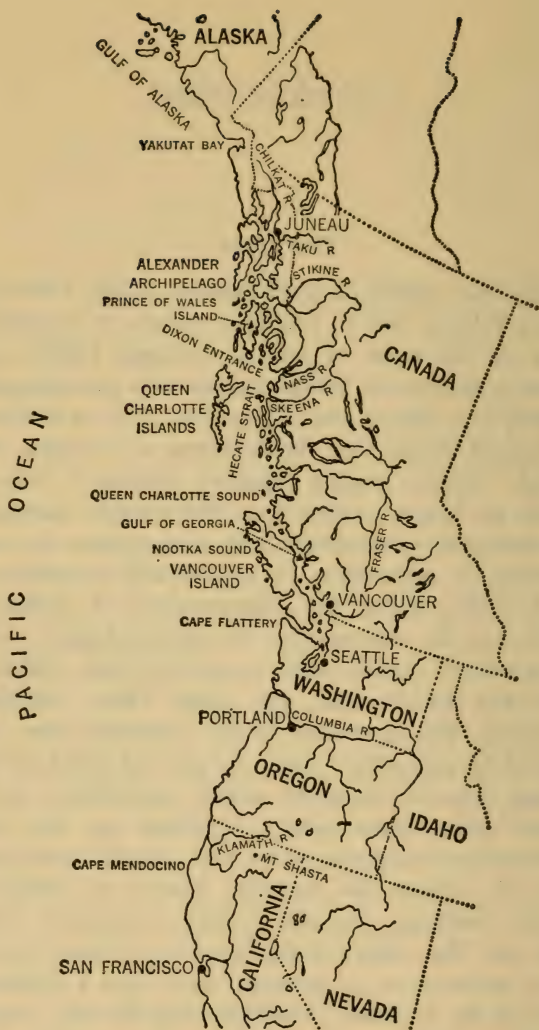 ALASKA
GULF OF ALASKA
YAKUTAT BAY
CHILKAT R
JUNEAU
TAKU R
STIKINE R
ALEXANDER
ARCHIPELAGO
PRINCE OF WALES
ISLAND
DIXON ENTRANCE
CANADA
NASS R
SKEENA R
QUEEN
CHARLOTTE
ISLANDS
HECATE STRAIT
PACIFIC OCEAN
QUEEN CHARLOTTE SOUND
GULF OF GEORGIA
NOOTKA SOUND
VANCOUVER
ISLAND
FRASER R
VANCOUVER
CAPE FLATTERY
SEATTLE
WASHINGTON
PORTLAND
COLUMBIA R
OREGON
IDAHO
KLAMATH R
MT SHASTA
CAPE MENDOCINO
CALIFORNIA
SAN FRANCISCO
NEVADA